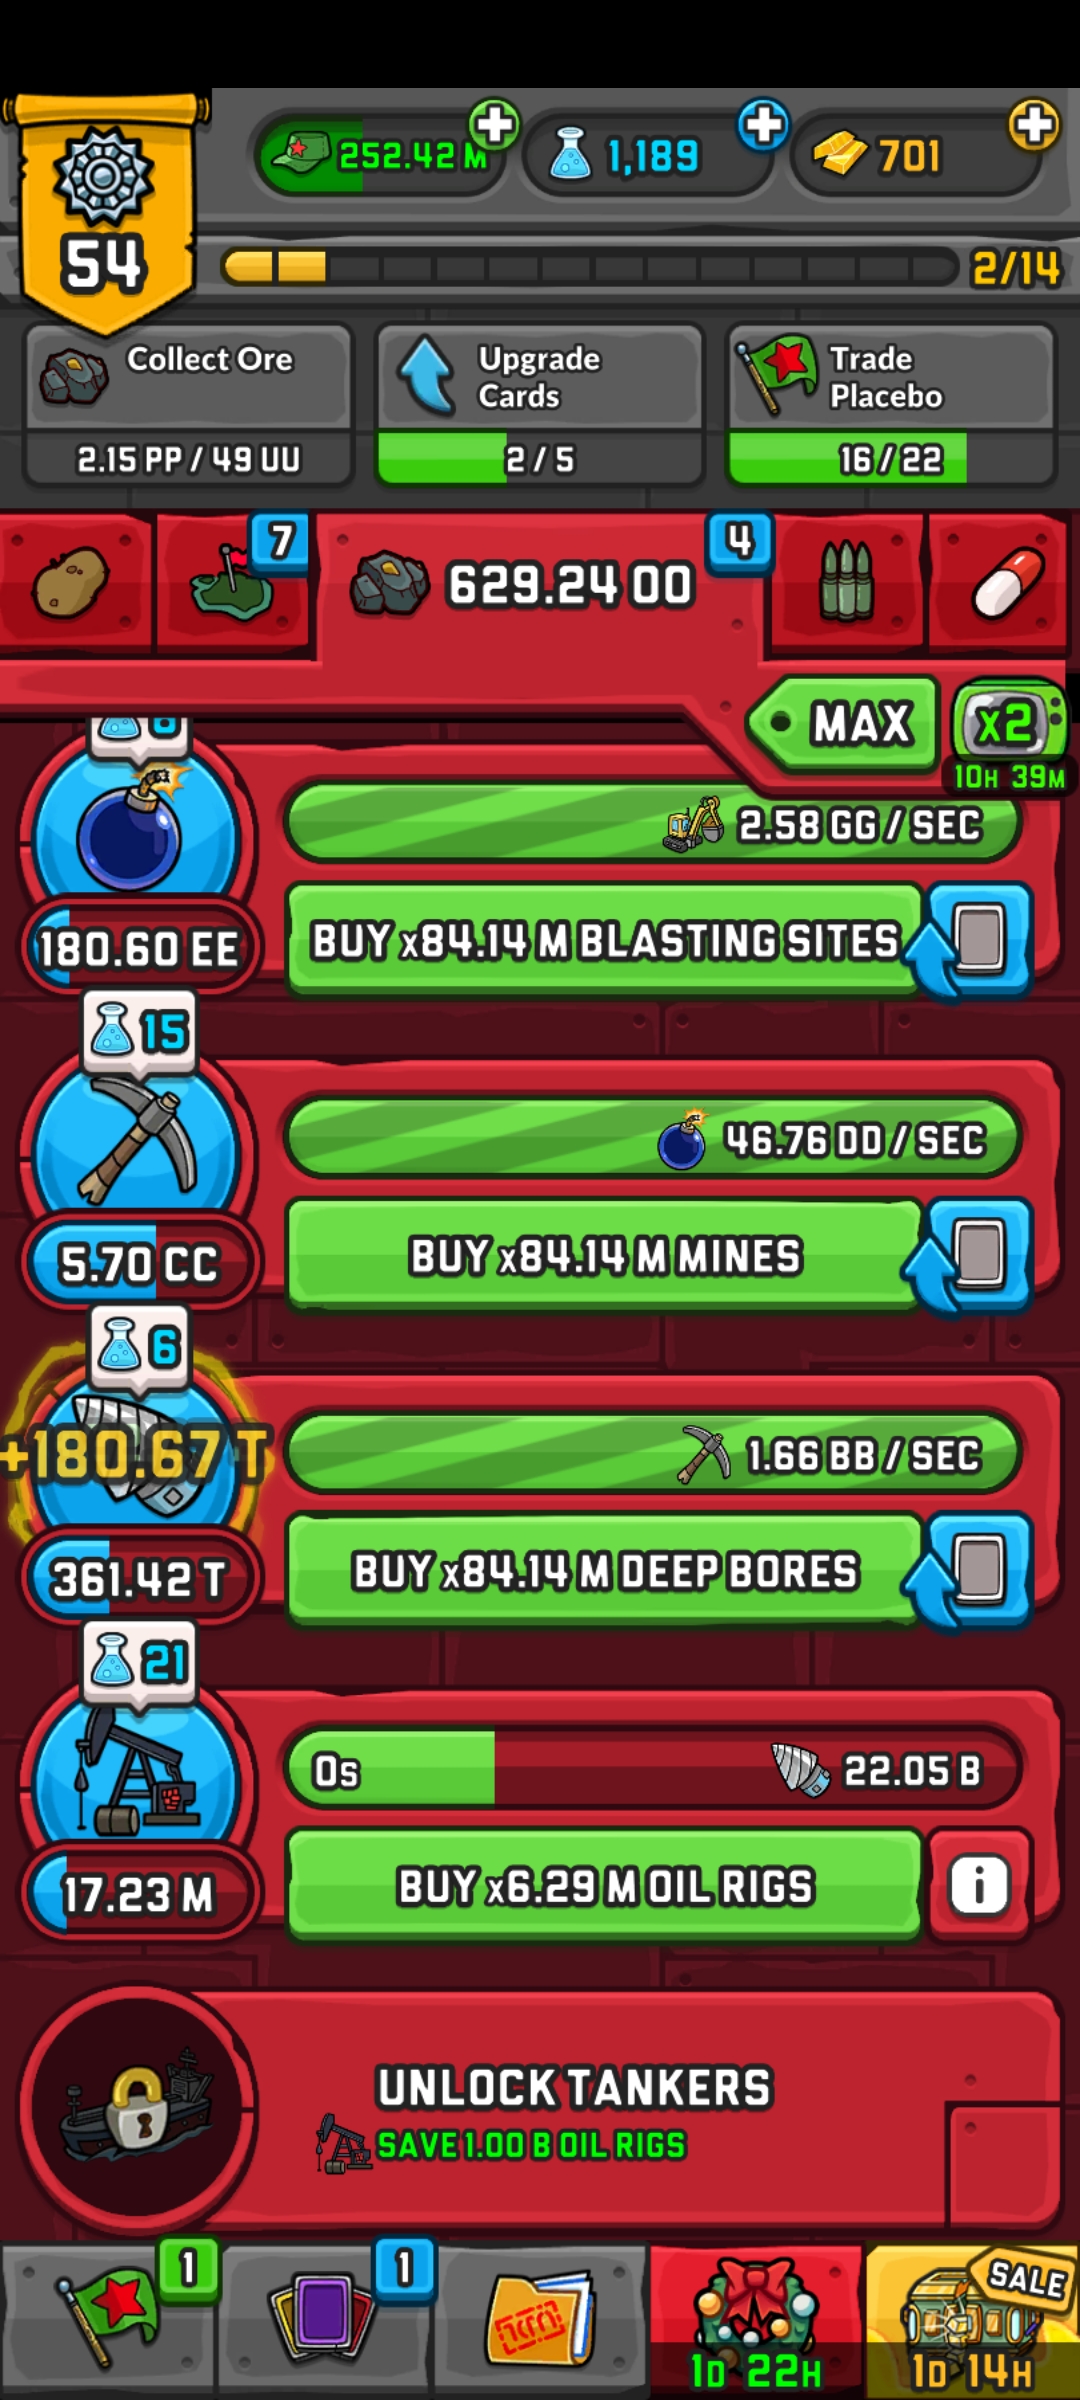 252.42 M
1,189
701
54
2/14
Collect Ore
2.15 PP / 49 UU
Upgrade
Cards
2 / 5
Trade
Placebo
16 / 22
7
629.24 OO
4
MAX
x2
10H 39M
2.58 GG / SEC
180.60 EE
BUY x84.14 M BLASTING SITES
15
46.76 DD / SEC
5.70 CC
BUY x84.14 M MINES
6
+180.67 T
1.66 BB / SEC
361.42 T
BUY x84.14 M DEEP BORES
21
0s
22.05 B
17.23 M
BUY x6.29 M OIL RIGS
i
UNLOCK TANKERS
SAVE 1.00 B OIL RIGS
1
1
SALE
1D 22H
1D 14H